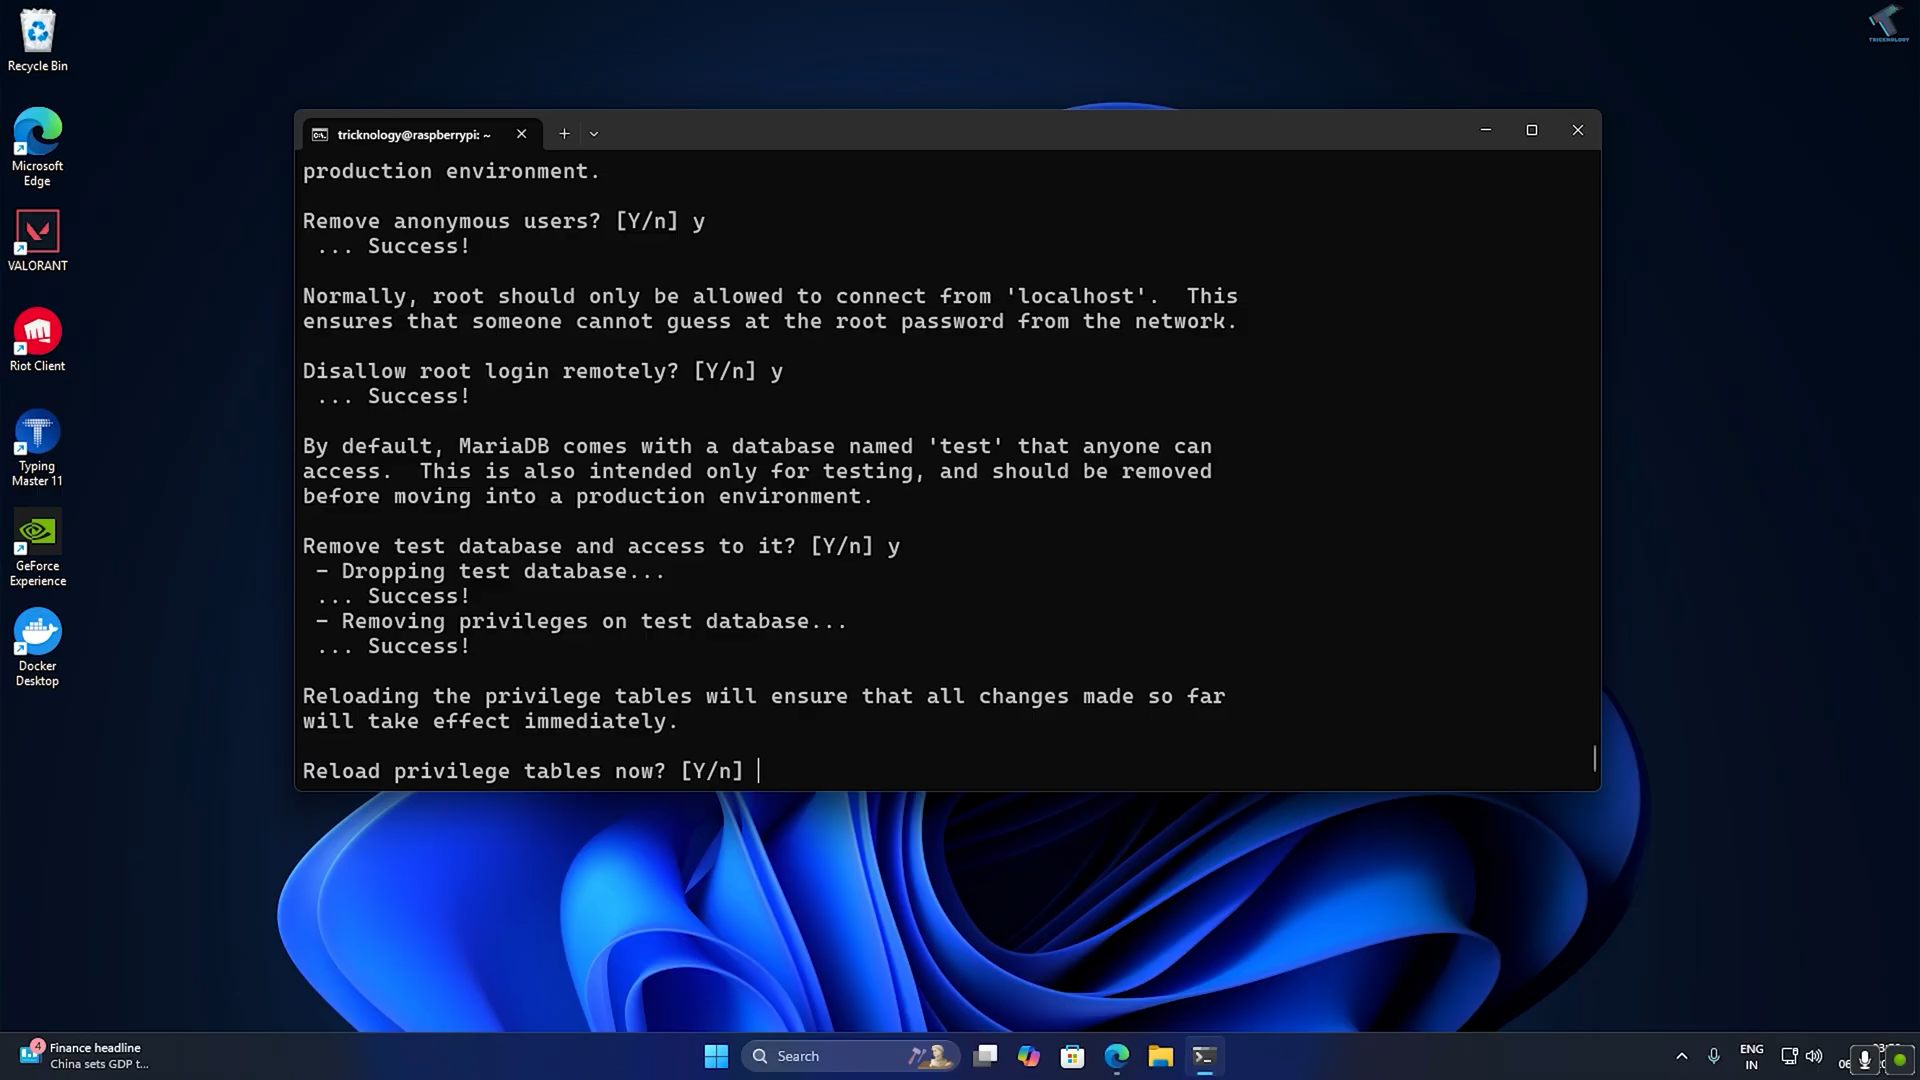 Recycle Bin
Microsoft
Edge
VALORANT
Riot Client
Typing
Master 11
GeForce
Experience
Docker
Desktop
TRICKNOLOGY
tricknology@raspberrypi: ~
production environment.
Remove anonymous users? [Y/n] y
... Success!
Normally, root should only be allowed to connect from 'localhost'.  This
ensures that someone cannot guess at the root password from the network.
Disallow root login remotely? [Y/n] y
... Success!
By default, MariaDB comes with a database named 'test' that anyone can
access.  This is also intended only for testing, and should be removed
before moving into a production environment.
Remove test database and access to it? [Y/n] y
- Dropping test database...
... Success!
- Removing privileges on test database...
... Success!
Reloading the privilege tables will ensure that all changes made so far
will take effect immediately.
Reload privilege tables now? [Y/n]
4
Finance headline
China sets GDP t...
Search
ENG
IN